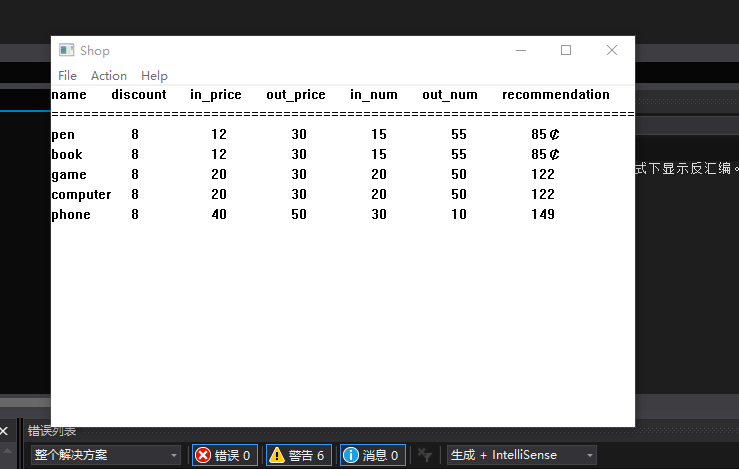 Shop
File Action Help
name discount in_price out_price in_num out_num recommendation
==========================================================================
pen 8 12 30 15 55 85¢
book 8 12 30 15 55 85¢
式下显示反汇编。
game 8 20 30 20 50 122
computer 8 20 30 20 50 122
phone 8 40 50 30 10 149
错误列表
整个解决方案 错误 0 警告 6 消息 0 生成 + IntelliSense